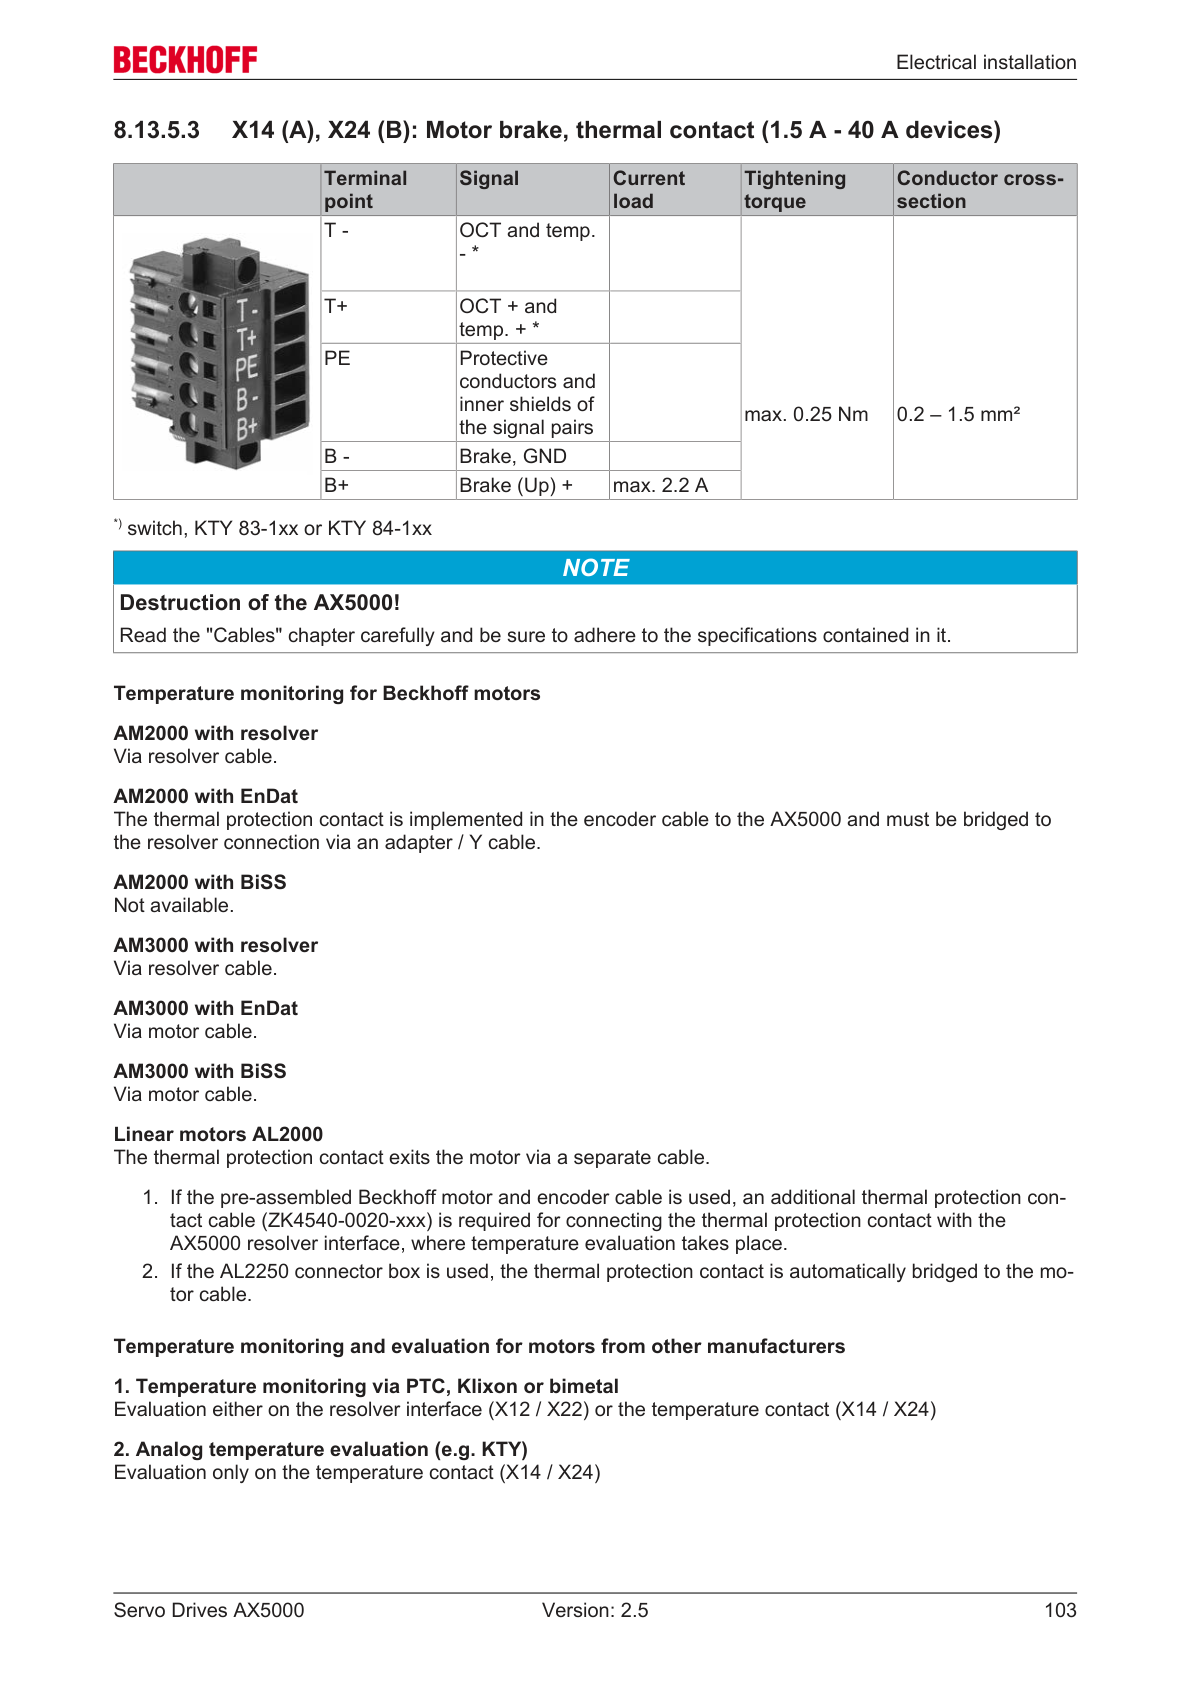 BECKHOFF
Electrical installation
8.13.5.3 X14 (A), X24 (B): Motor brake, thermal contact (1.5 A - 40 A devices)
Terminal point
Signal
Current load
Tightening torque
Conductor cross-section
T -
T+
PE
B -
B+
T -
OCT and temp.
- *
T+
OCT + and
temp. + *
PE
Protective
conductors and
inner shields of
the signal pairs
B -
Brake, GND
B+
Brake (Up) +
max. 2.2 A
max. 0.25 Nm
0.2 – 1.5 mm²
*) switch, KTY 83-1xx or KTY 84-1xx
NOTE
Destruction of the AX5000!
Read the "Cables" chapter carefully and be sure to adhere to the specifications contained in it.
Temperature monitoring for Beckhoff motors
AM2000 with resolver
Via resolver cable.
AM2000 with EnDat
The thermal protection contact is implemented in the encoder cable to the AX5000 and must be bridged to
the resolver connection via an adapter / Y cable.
AM2000 with BiSS
Not available.
AM3000 with resolver
Via resolver cable.
AM3000 with EnDat
Via motor cable.
AM3000 with BiSS
Via motor cable.
Linear motors AL2000
The thermal protection contact exits the motor via a separate cable.
1. If the pre-assembled Beckhoff motor and encoder cable is used, an additional thermal protection con-
tact cable (ZK4540-0020-xxx) is required for connecting the thermal protection contact with the
AX5000 resolver interface, where temperature evaluation takes place.
2. If the AL2250 connector box is used, the thermal protection contact is automatically bridged to the mo-
tor cable.
Temperature monitoring and evaluation for motors from other manufacturers
1. Temperature monitoring via PTC, Klixon or bimetal
Evaluation either on the resolver interface (X12 / X22) or the temperature contact (X14 / X24)
2. Analog temperature evaluation (e.g. KTY)
Evaluation only on the temperature contact (X14 / X24)
Servo Drives AX5000
Version: 2.5
103